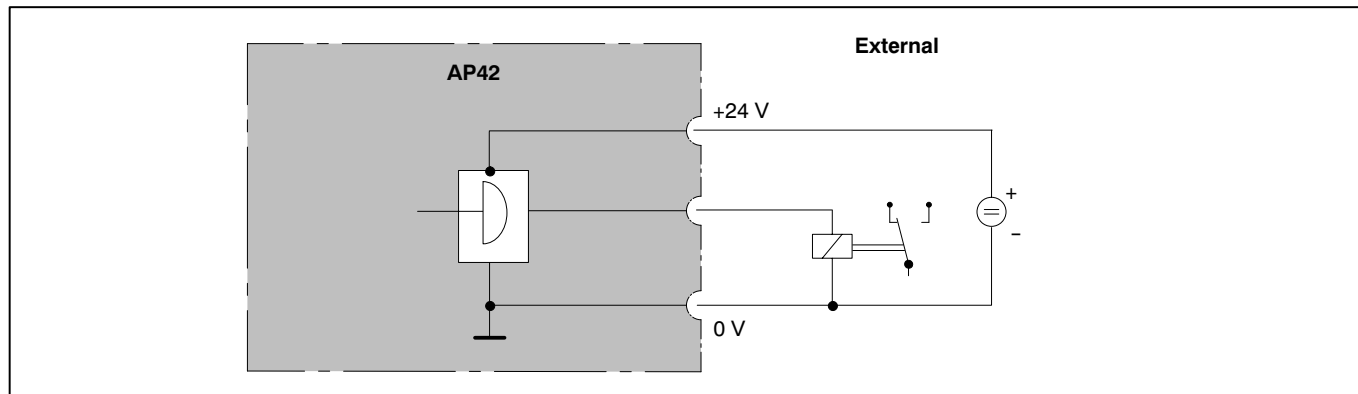 External
AP42
+24 V
+
−
0 V